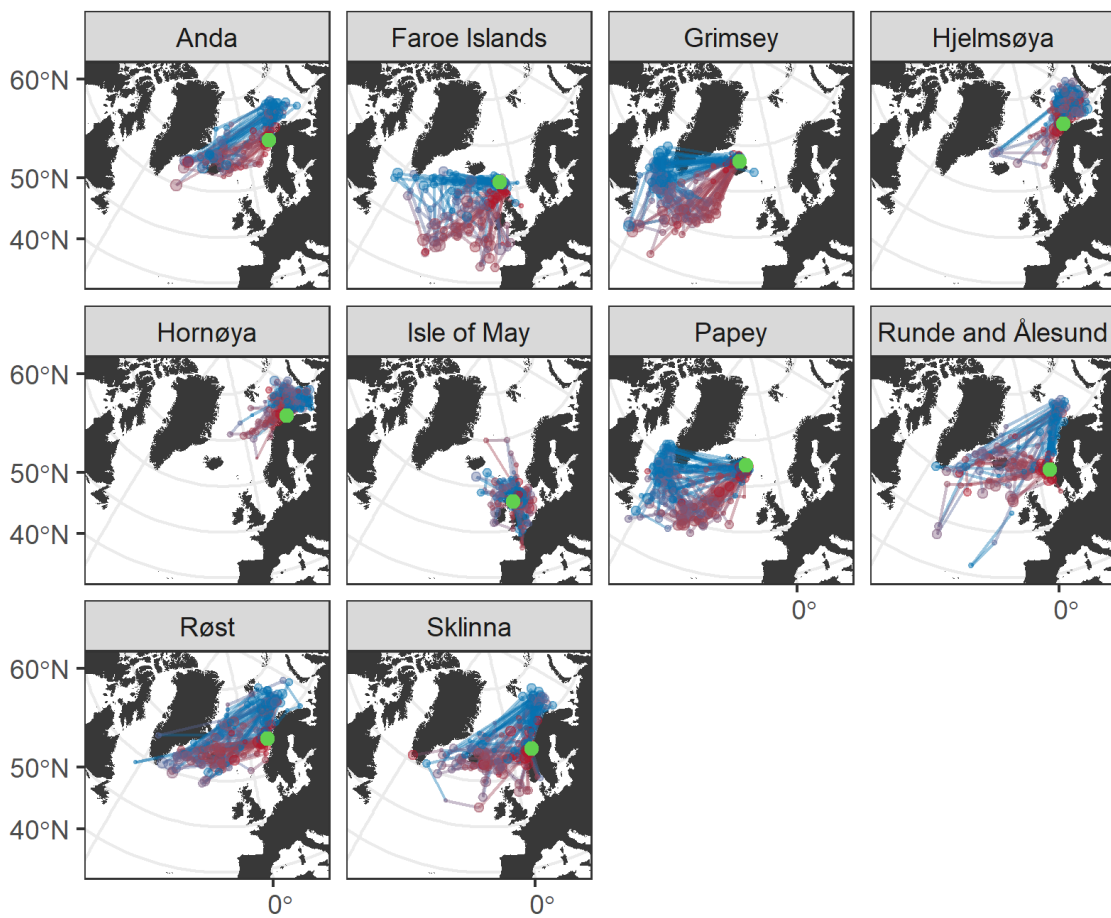 Anda
Faroe Islands
Grimsey
Hjelmsøya
60°N
50°N
40°N
Hornøya
Isle of May
Papey
Runde and Ålesund
60°N
50°N
40°N
0°
0°
Røst
Sklinna
60°N
50°N
40°N
0°
0°